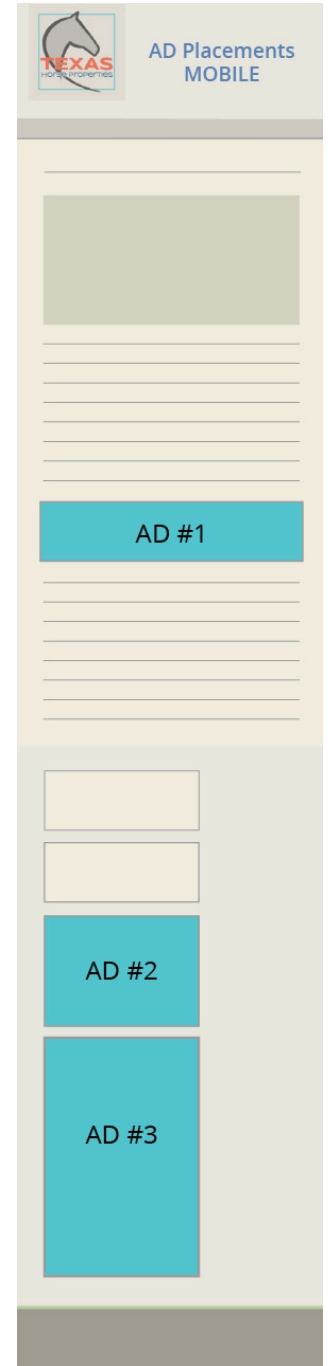 TEXAS
Horse Properties
AD Placements
MOBILE
AD #1
AD #2
AD #3